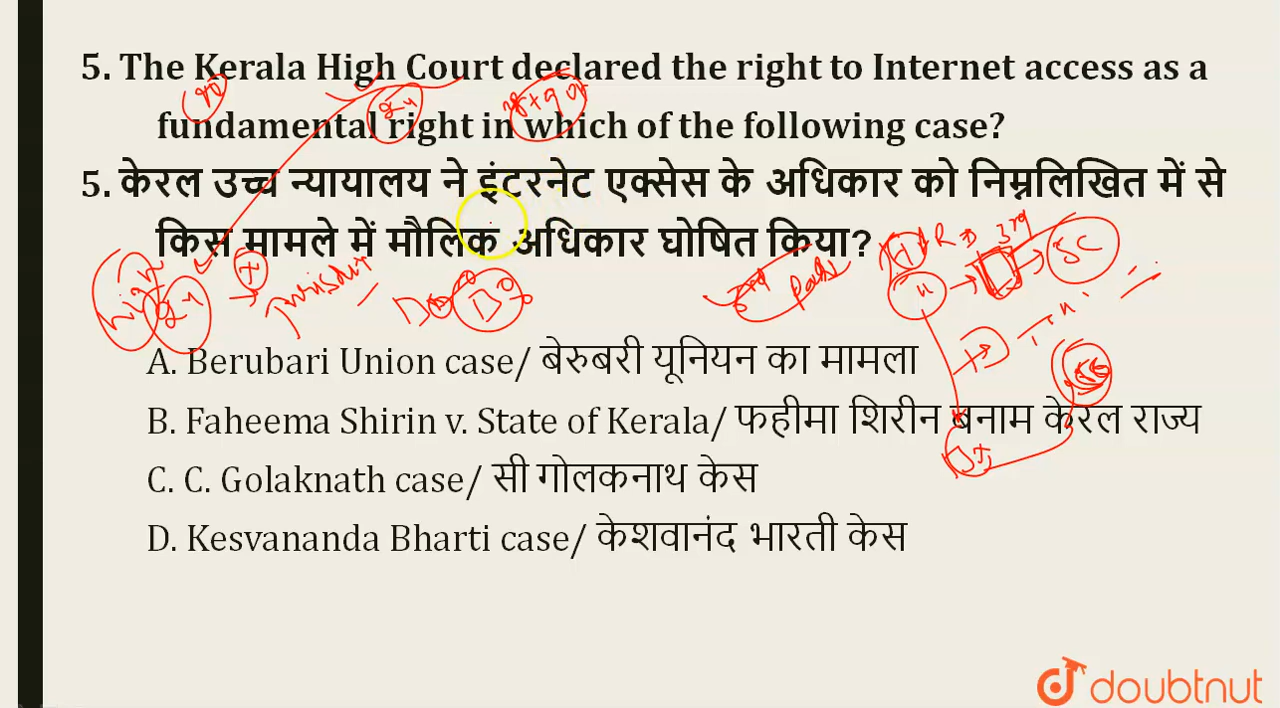 5. The Kerala High Court declared the right to Internet access as a
fundamental right in which of the following case?
5. केरल उच्च न्यायालय ने इंटरनेट एक्सेस के अधिकार को निम्नलिखित में से
किस मामले में मौलिक अधिकार घोषित किया?
A. Berubari Union case/ बेरुबरी यूनियन का मामला
B. Faheema Shirin v. State of Kerala/ फहीमा शिरीन बनाम केरल राज्य
C. C. Golaknath case/ सी गोलकनाथ केस
D. Kesvananda Bharti case/ केशवानंद भारती केस
doubtnut